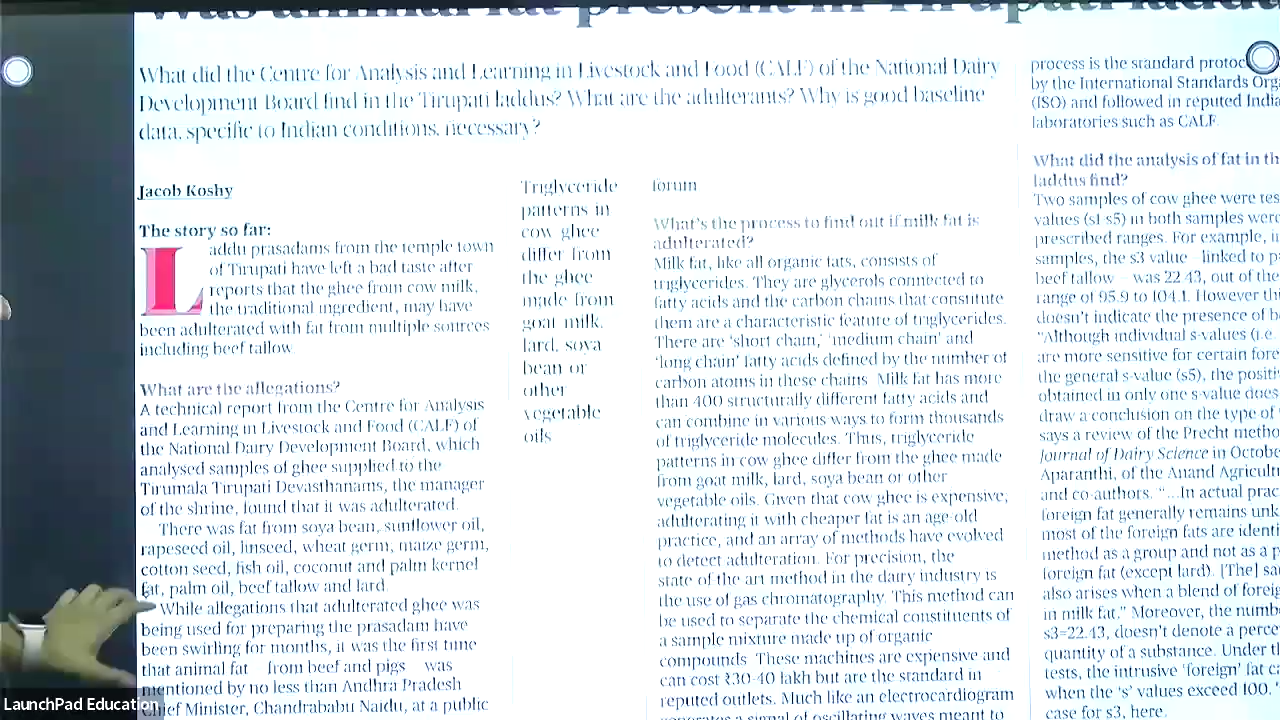 Was animal fat present in Tirupati laddus
What did the Centre for Analysis and Learning in Livestock and Food (CALF) of the National Dairy
Development Board find in the Tirupati laddus? What are the adulterants? Why is good baseline
data, specific to Indian conditions, necessary?
Jacob Koshy
The story so far:
Laddu prasadams from the temple town
of Tirupati have left a bad taste after
reports that the ghee from cow milk,
the traditional ingredient, may have
been adulterated with fat from multiple sources
including beef tallow.
What are the allegations?
A technical report from the Centre for Analysis
and Learning in Livestock and Food (CALF) of
the National Dairy Development Board, which
analysed samples of ghee supplied to the
Tirumala Tirupati Devasthanams, the manager
of the shrine, found that it was adulterated.
There was fat from soya bean, sunflower oil,
rapeseed oil, linseed, wheat germ, maize germ,
cotton seed, fish oil, coconut and palm kernel
fat, palm oil, beef tallow and lard.
While allegations that adulterated ghee was
being used for preparing the prasadam have
been swirling for months, it was the first time
that animal fat — from beef and pigs — was
mentioned by no less than Andhra Pradesh
Chief Minister, Chandrababu Naidu, at a public
Triglyceride
patterns in
cow ghee
differ from
the ghee
made from
goat milk,
lard, soya
bean or
other
vegetable
oils
forum
What's the process to find out if milk fat is
adulterated?
Milk fat, like all organic fats, consists of
triglycerides. They are glycerols connected to
fatty acids and the carbon chains that constitute
them are a characteristic feature of triglycerides.
There are 'short chain,' 'medium chain' and
'long chain' fatty acids defined by the number of
carbon atoms in these chains. Milk fat has more
than 400 structurally different fatty acids and
can combine in various ways to form thousands
of triglyceride molecules. Thus, triglyceride
patterns in cow ghee differ from the ghee made
from goat milk, lard, soya bean or other
vegetable oils. Given that cow ghee is expensive,
adulterating it with cheaper fat is an age-old
practice, and an array of methods have evolved
to detect adulteration. For precision, the
state of the art method in the dairy industry is
the use of gas chromatography. This method can
be used to separate the chemical constituents of
a sample mixture made up of organic
compounds. These machines are expensive and
can cost ₹30-40 lakh but are the standard in
reputed outlets. Much like an electrocardiogram
generates a signal of oscillating waves meant to
process is the standard protoc
by the International Standards Orga
(ISO) and followed in reputed India
laboratories such as CALF.
What did the analysis of fat in th
laddus find?
Two samples of cow ghee were tes
values (s1-s5) in both samples were
prescribed ranges. For example, i
samples, the s3 value — linked to p
beef tallow — was 22.43, out of the
range of 95.9 to 104.1. However thi
doesn't indicate the presence of b
"Although individual s-values (i.e.
are more sensitive for certain fore
the general s-value (s5), the positi
obtained in only one s-value does
draw a conclusion on the type of
says a review of the Precht metho
Journal of Dairy Science in Octobe
Aparanthi, of the Anand Agricultu
and co-authors. "...In actual prac
foreign fat generally remains unk
most of the foreign fats are identi
method as a group and not as a p
foreign fat (except lard). [The] sa
also arises when a blend of foreig
in milk fat." Moreover, the numb
s3=22.43, doesn't denote a perce
quantity of a substance. Under th
tests, the intrusive 'foreign' fat ca
when the 's' values exceed 100,
case for s3, here.
LaunchPad Education